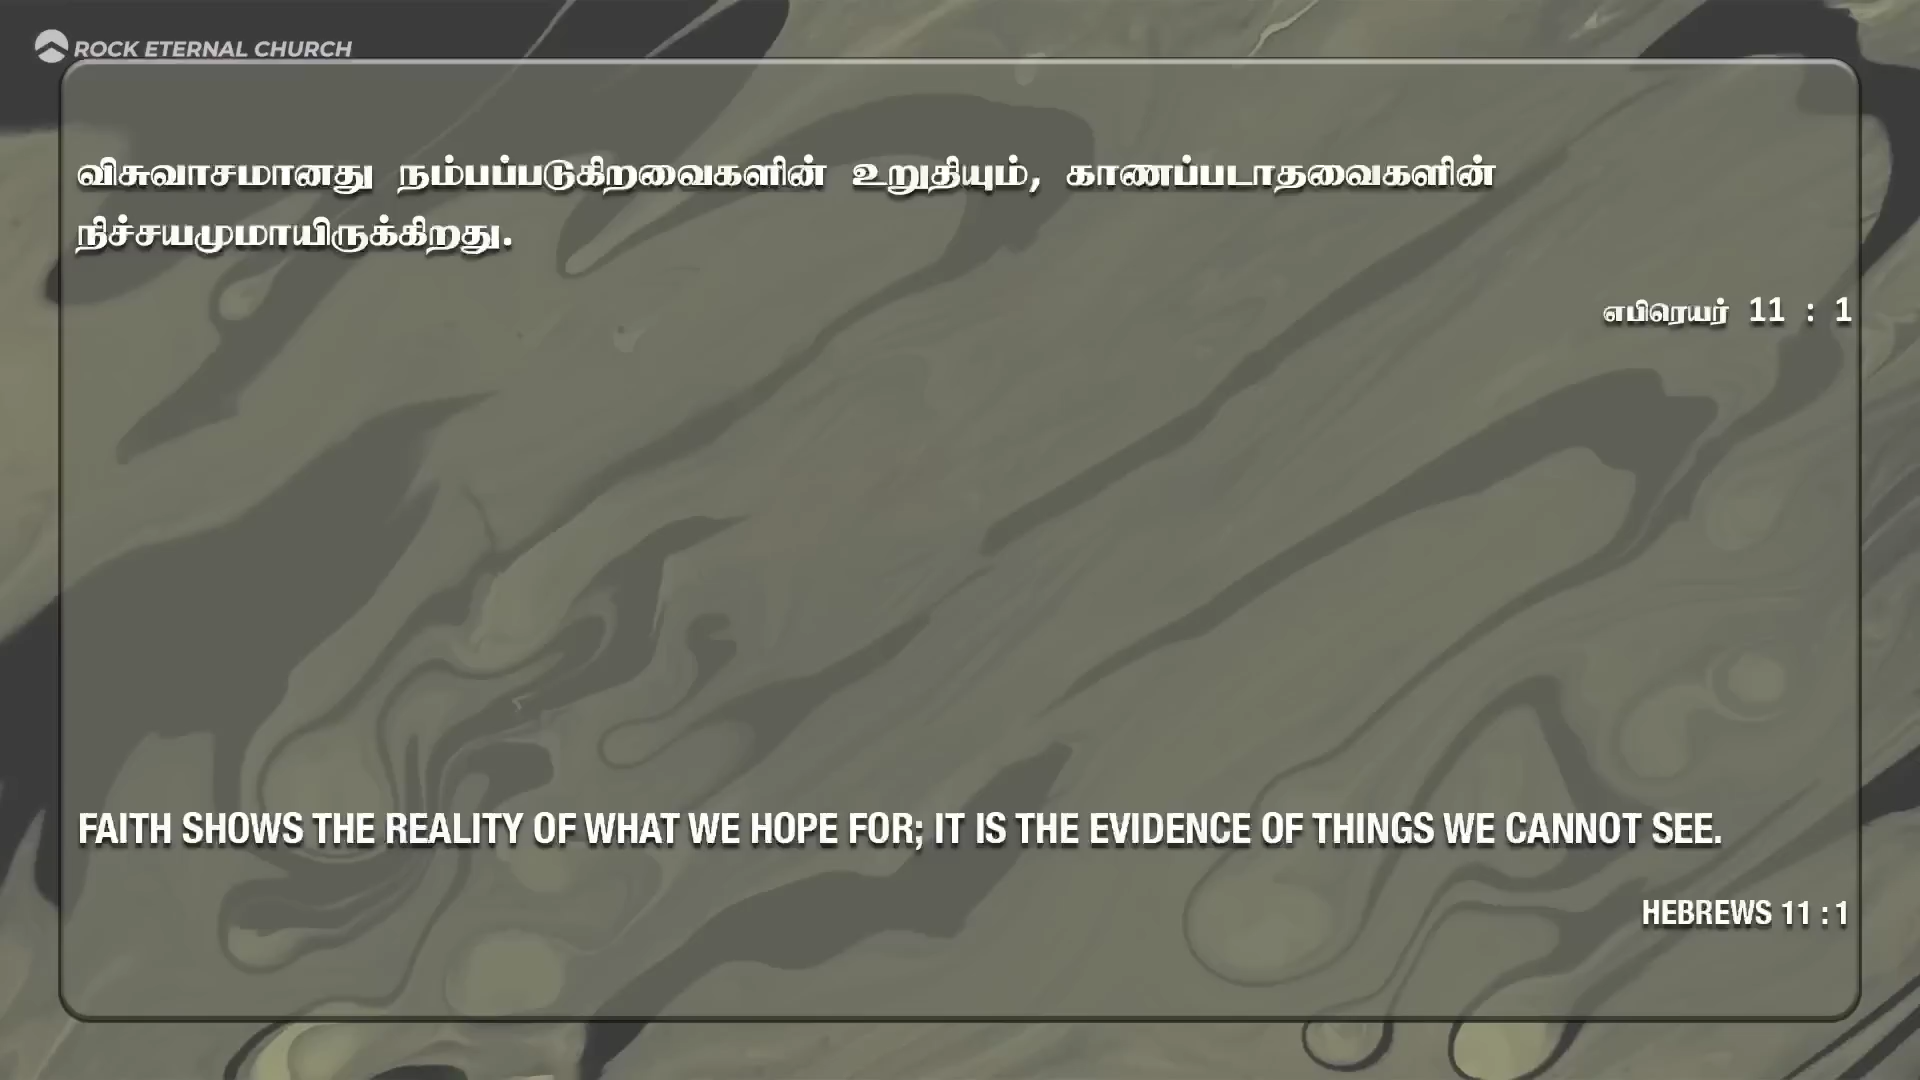 ROCK ETERNAL CHURCH
விசுவாசமானது நம்பப்படுகிறவைகளின் உறுதியும், காணப்படாதவைகளின்
நிச்சயமுமாயிருக்கிறது.
எபிரெயர் 11 : 1
FAITH SHOWS THE REALITY OF WHAT WE HOPE FOR; IT IS THE EVIDENCE OF THINGS WE CANNOT SEE.
HEBREWS 11 : 1